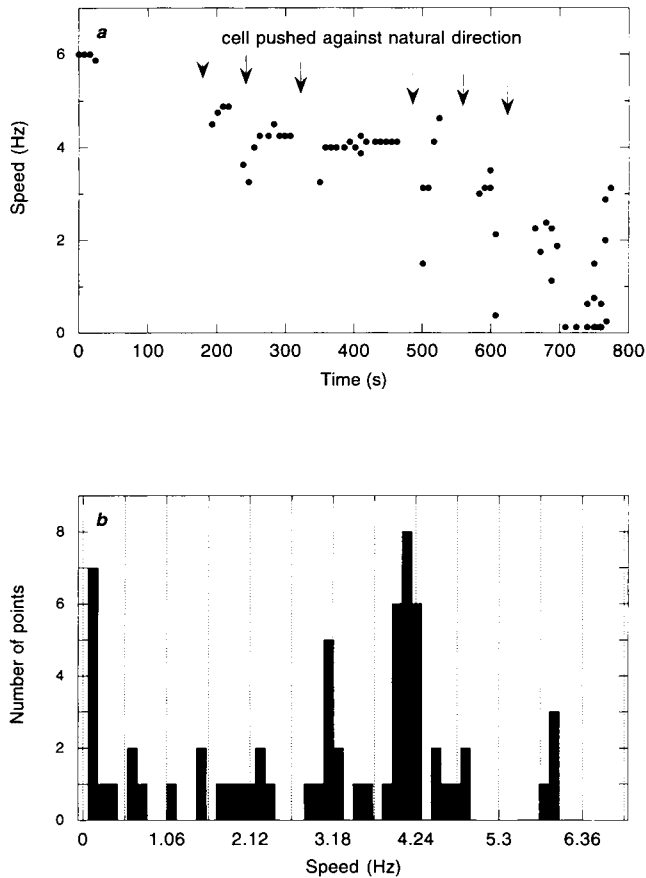 a
cell pushed against natural direction
6
4
2
0
Speed (Hz)
0 100 200 300 400 500 600 700 800
Time (s)
b
8
6
4
2
0
Number of points
0 1.06 2.12 3.18 4.24 5.3 6.36
Speed (Hz)